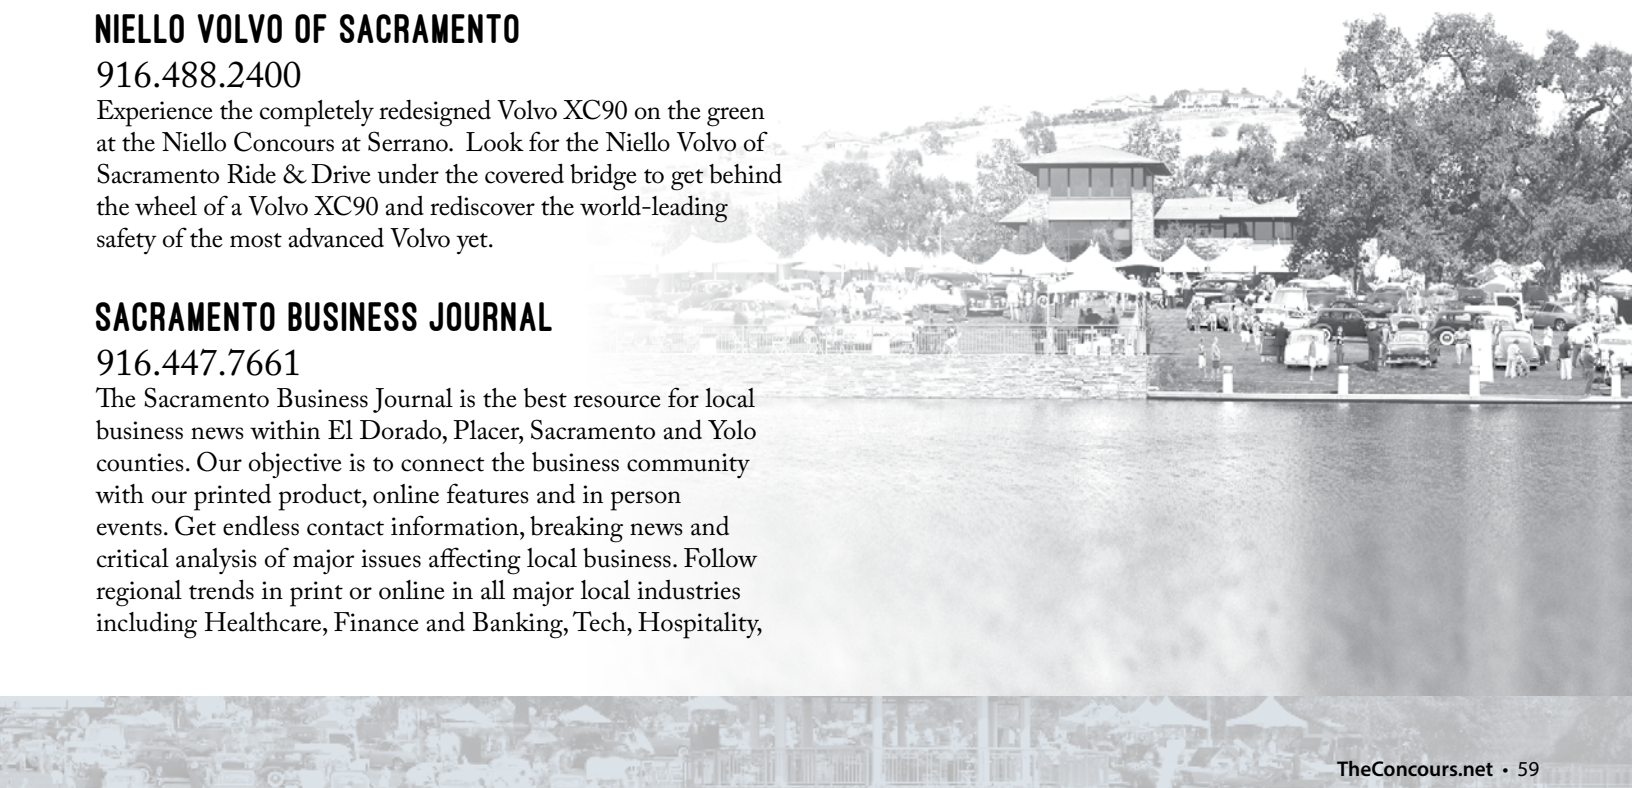 NIELLO VOLVO OF SACRAMENTO
916.488.2400
Experience the completely redesigned Volvo XC90 on the green
at the Niello Concours at Serrano.  Look for the Niello Volvo of
Sacramento Ride & Drive under the covered bridge to get behind
the wheel of a Volvo XC90 and rediscover the world-leading
safety of the most advanced Volvo yet.
SACRAMENTO BUSINESS JOURNAL
916.447.7661
The Sacramento Business Journal is the best resource for local
business news within El Dorado, Placer, Sacramento and Yolo
counties. Our objective is to connect the business community
with our printed product, online features and in person
events. Get endless contact information, breaking news and
critical analysis of major issues affecting local business. Follow
regional trends in print or online in all major local industries
including Healthcare, Finance and Banking, Tech, Hospitality,
TheConcours.net • 59